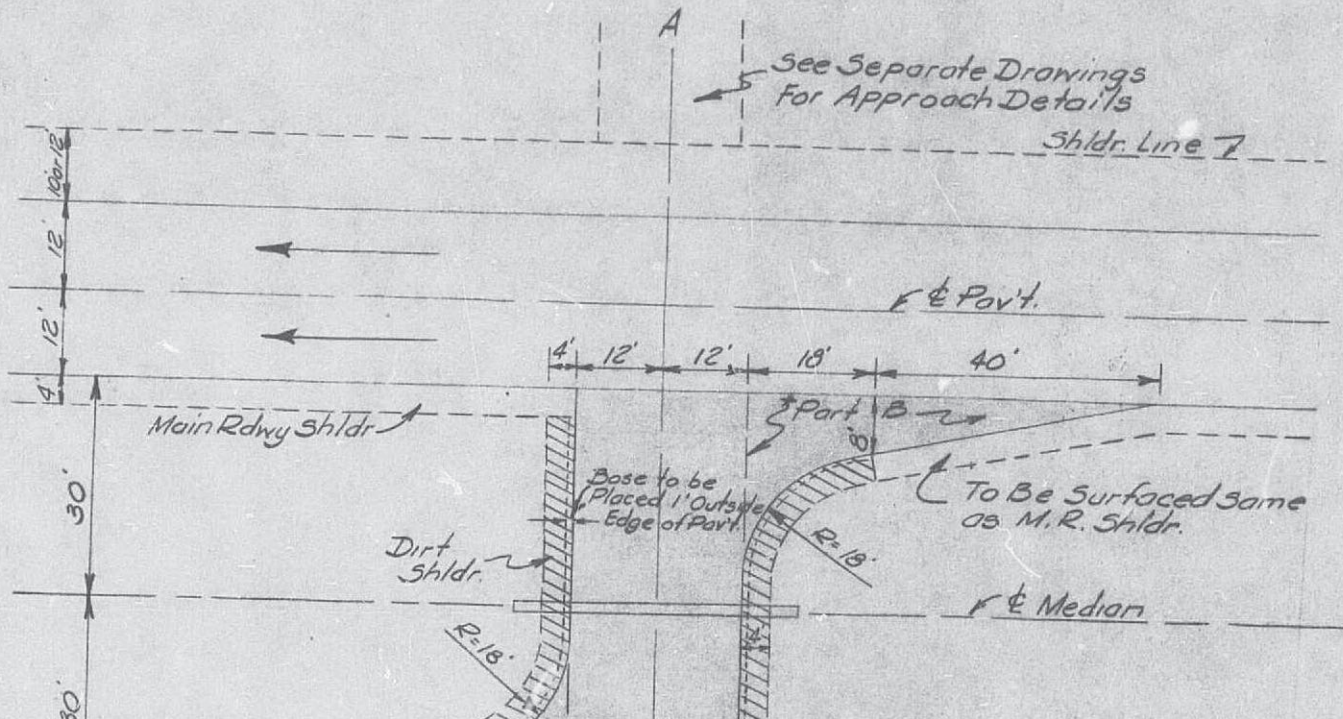 A
See Separate Drawings
For Approach Details
Shldr. Line
10'or 12'
12'
℄ Pav't.
12'
4'
4'
12'
12'
18'
40'
Main Rdwy Shldr
* Part B
8'
30'
Base to be
Placed 1' Outside
Edge of Pav't.
To Be Surfaced Same
as M.R. Shldr.
R=18'
Dirt
Shldr.
℄ Median
R=18'
30'